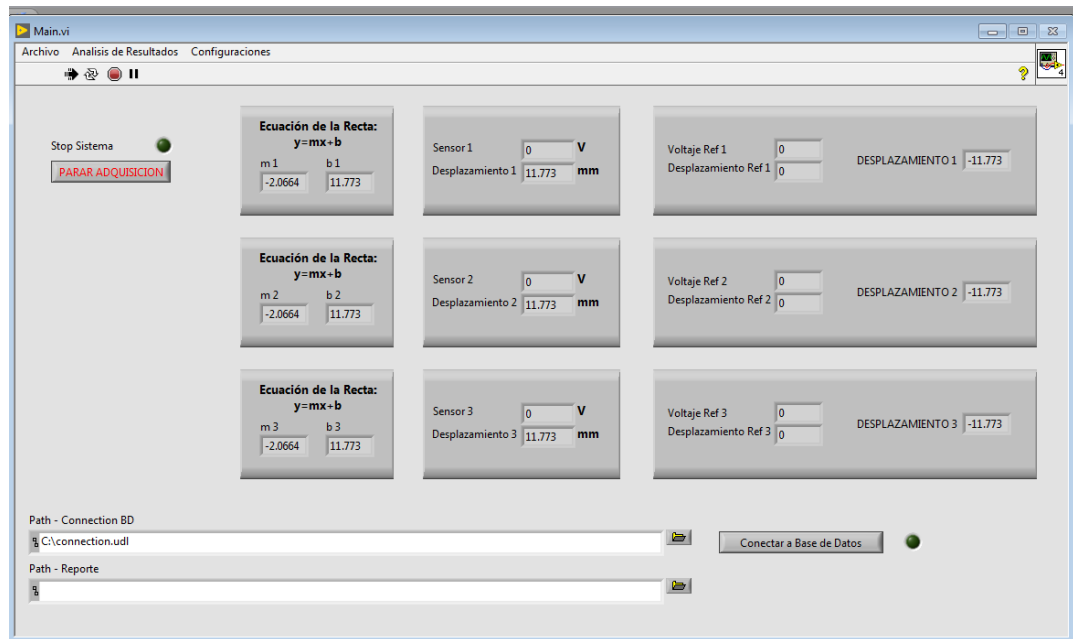 Main.vi
Archivo Analisis de Resultados Configuraciones
4
Stop Sistema
PARAR ADQUISICION
Ecuación de la Recta:
y=mx+b
m 1 b 1
-2.0664 11.773
Sensor 1 0 V
Desplazamiento 1 11.773 mm
Voltaje Ref 1 0
Desplazamiento Ref 1 0
DESPLAZAMIENTO 1 -11.773
Ecuación de la Recta:
y=mx+b
m 2 b 2
-2.0664 11.773
Sensor 2 0 V
Desplazamiento 2 11.773 mm
Voltaje Ref 2 0
Desplazamiento Ref 2 0
DESPLAZAMIENTO 2 -11.773
Ecuación de la Recta:
y=mx+b
m 3 b 3
-2.0664 11.773
Sensor 3 0 V
Desplazamiento 3 11.773 mm
Voltaje Ref 3 0
Desplazamiento Ref 3 0
DESPLAZAMIENTO 3 -11.773
Path - Connection BD
C:\connection.udl
Conectar a Base de Datos
Path - Reporte